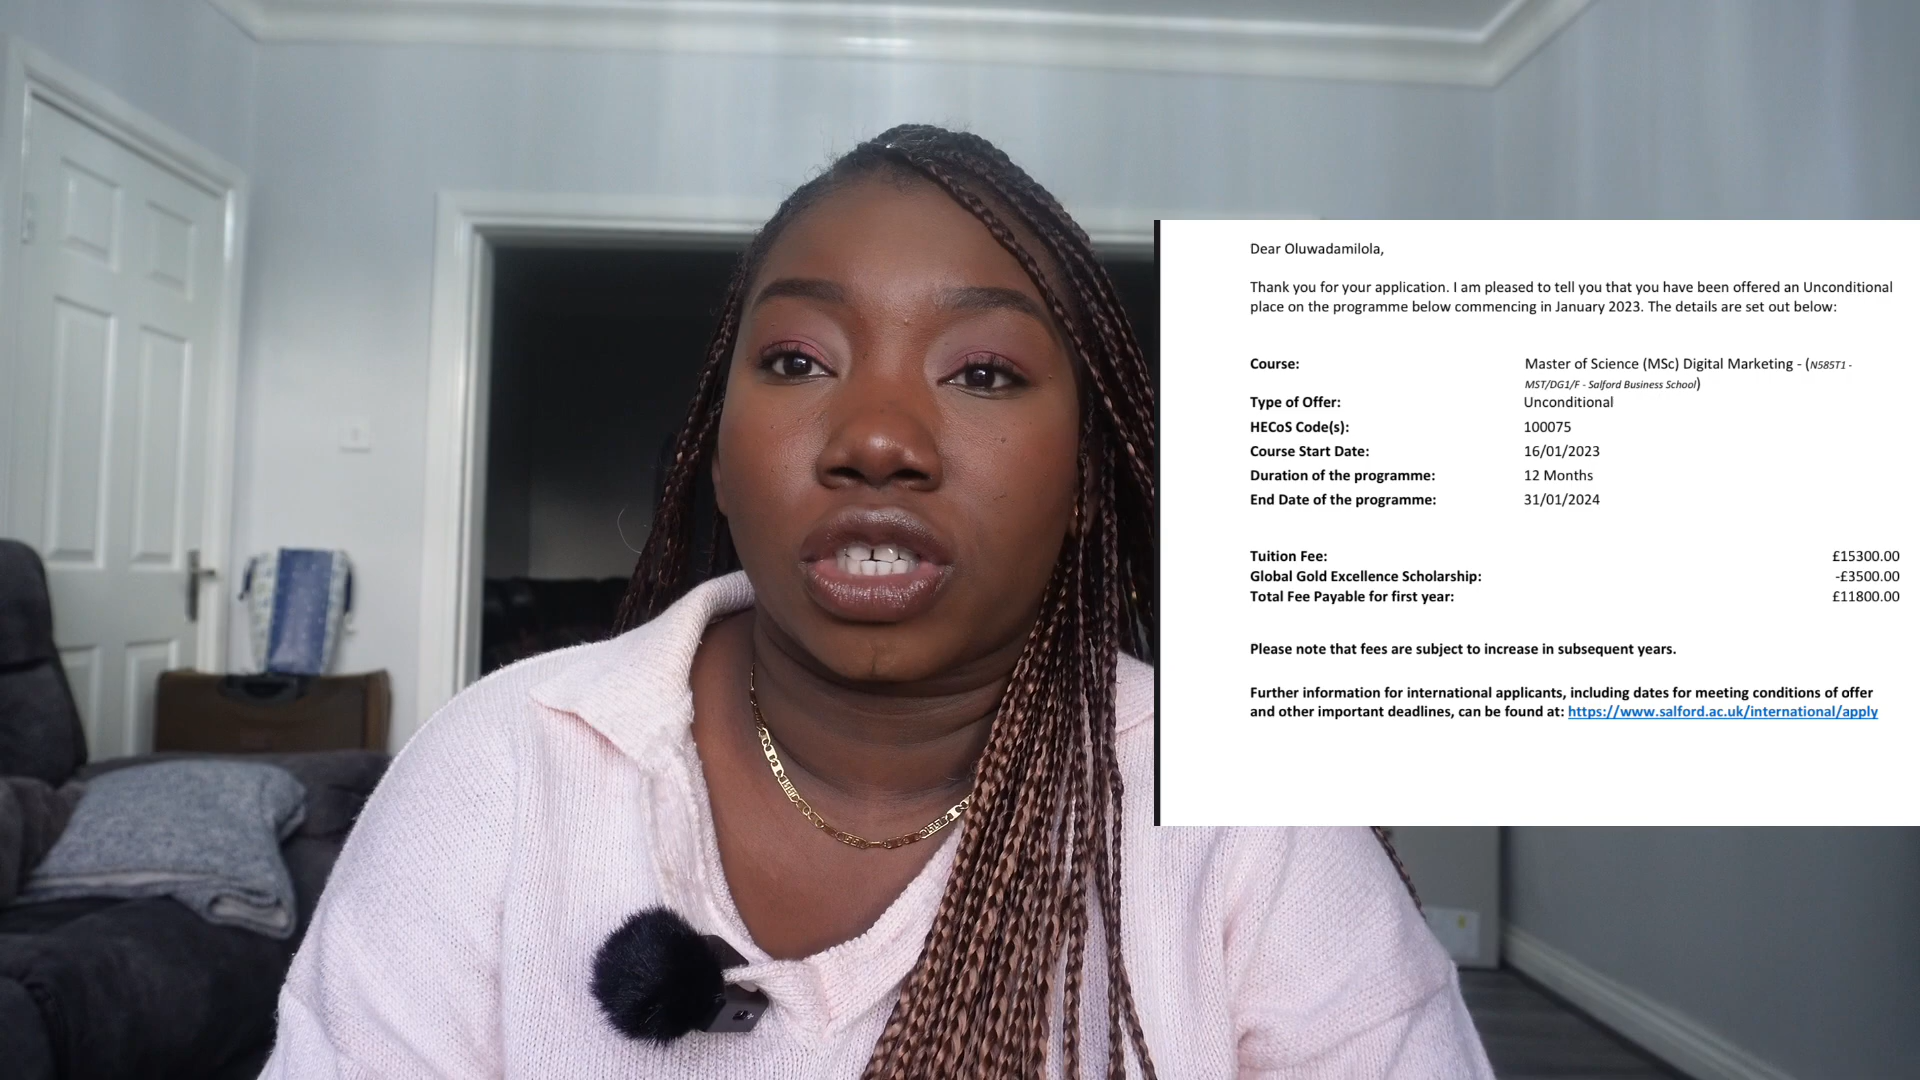 Dear Oluwadamilola,
Thank you for your application. I am pleased to tell you that you have been offered an Unconditional
place on the programme below commencing in January 2023. The details are set out below:
Course: Master of Science (MSc) Digital Marketing - (N585T1 -
MST/DG1/F - Salford Business School)
Type of Offer: Unconditional
HECoS Code(s): 100075
Course Start Date: 16/01/2023
Duration of the programme: 12 Months
End Date of the programme: 31/01/2024
Tuition Fee: £15300.00
Global Gold Excellence Scholarship: -£3500.00
Total Fee Payable for first year: £11800.00
Please note that fees are subject to increase in subsequent years.
Further information for international applicants, including dates for meeting conditions of offer
and other important deadlines, can be found at: https://www.salford.ac.uk/international/apply